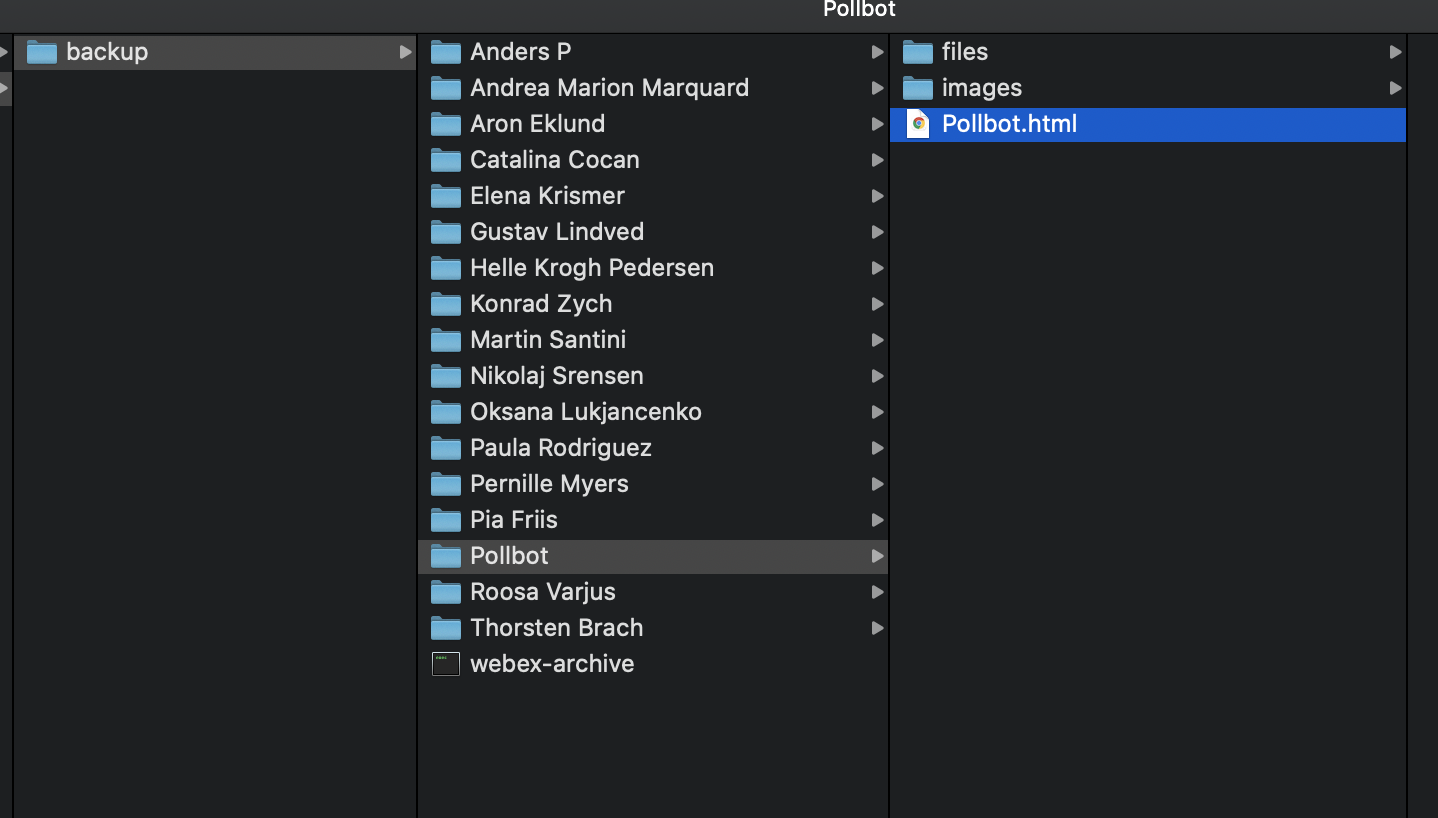 Pollbot
backup
Anders P
Andrea Marion Marquard
Aron Eklund
Catalina Cocan
Elena Krismer
Gustav Lindved
Helle Krogh Pedersen
Konrad Zych
Martin Santini
Nikolaj Srensen
Oksana Lukjancenko
Paula Rodriguez
Pernille Myers
Pia Friis
Pollbot
Roosa Varjus
Thorsten Brach
webex-archive
files
images
Pollbot.html